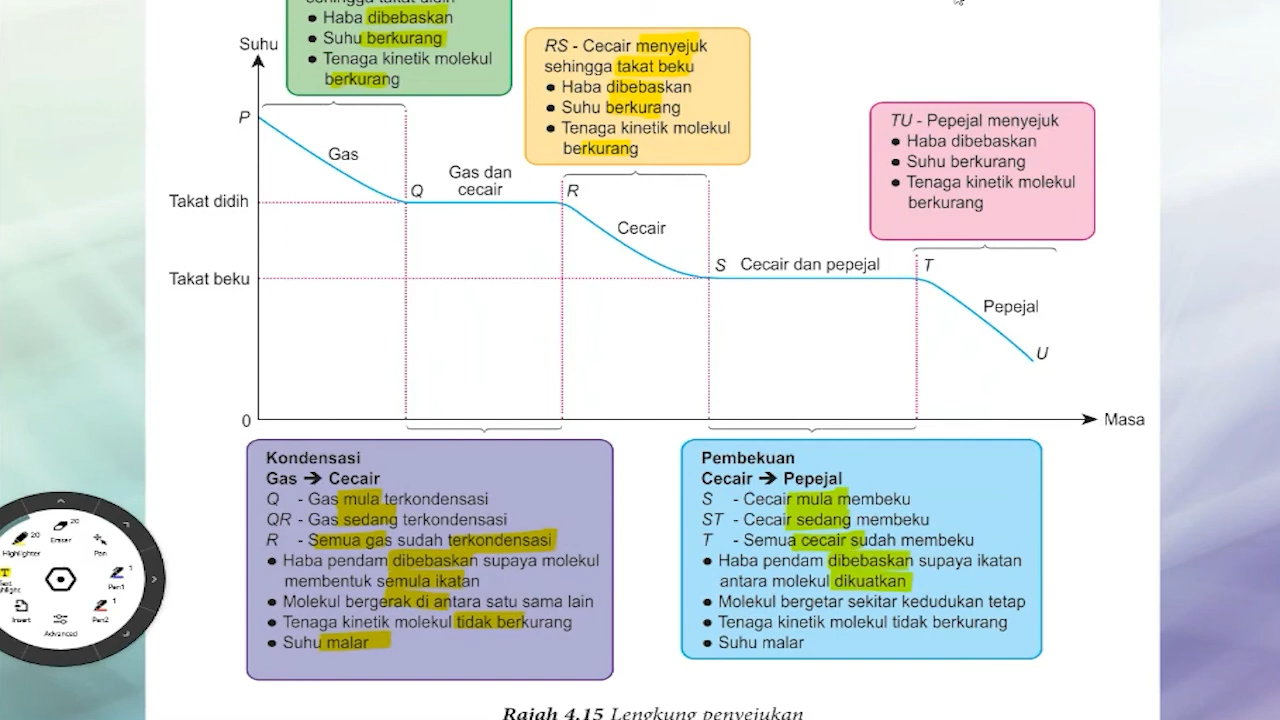 sehingga takat didih
• Haba dibebaskan
• Suhu berkurang
• Tenaga kinetik molekul
berkurang
RS - Cecair menyejuk
sehingga takat beku
• Haba dibebaskan
• Suhu berkurang
• Tenaga kinetik molekul
berkurang
TU - Pepejal menyejuk
• Haba dibebaskan
• Suhu berkurang
• Tenaga kinetik molekul
berkurang
Suhu
P
Gas
Q
Gas dan
cecair
R
Takat didih
Cecair
S
Cecair dan pepejal
T
Takat beku
Pepejal
U
0
Masa
Kondensasi
Gas → Cecair
Q - Gas mula terkondensasi
QR - Gas sedang terkondensasi
R - Semua gas sudah terkondensasi
• Haba pendam dibebaskan supaya molekul
membentuk semula ikatan
• Molekul bergerak di antara satu sama lain
• Tenaga kinetik molekul tidak berkurang
• Suhu malar
Pembekuan
Cecair → Pepejal
S - Cecair mula membeku
ST - Cecair sedang membeku
T - Semua cecair sudah membeku
• Haba pendam dibebaskan supaya ikatan
antara molekul dikuatkan
• Molekul bergetar sekitar kedudukan tetap
• Tenaga kinetik molekul tidak berkurang
• Suhu malar
Rajah 4.15 Lengkung penyejukan
20
Eraser
20
Highlighter
Pan
1
Pen1
1
Pen2
Insert
Advanced